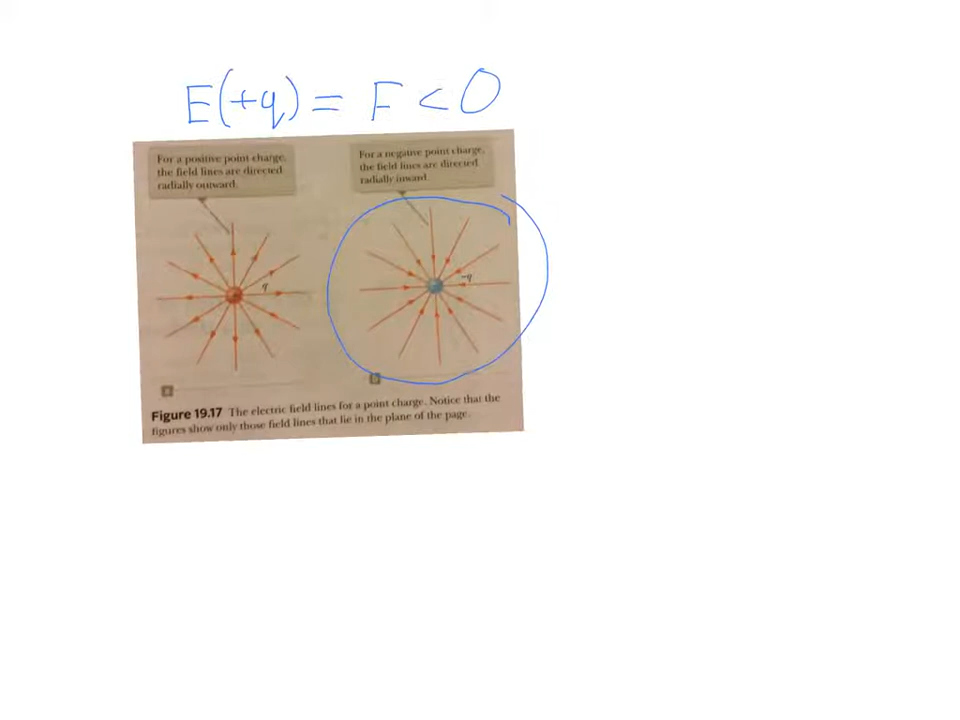 E(+q) = F < 0
For a positive point charge,
the field lines are directed
radially outward.
For a negative point charge,
the field lines are directed
radially inward.
q
−q
a
b
Figure 19.17 The electric field lines for a point charge. Notice that the
figures show only those field lines that lie in the plane of the page.